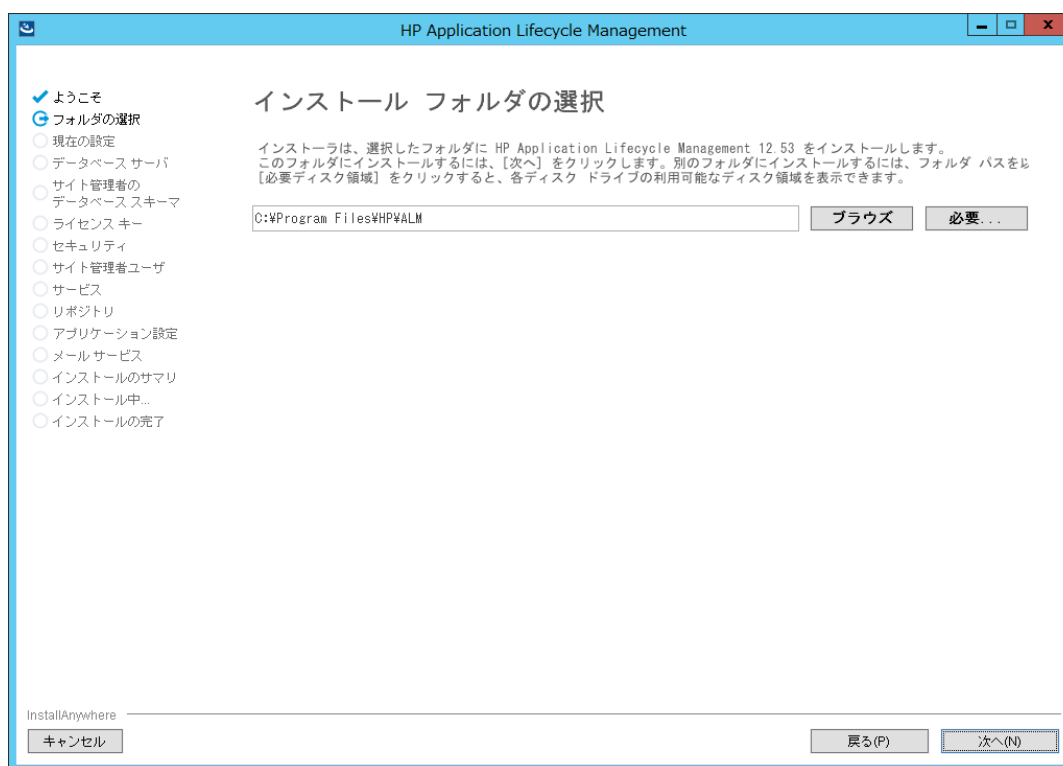 HP Application Lifecycle Management
ようこそ
フォルダの選択
現在の設定
データベース サーバ
サイト管理者の
データベース スキーマ
ライセンス キー
セキュリティ
サイト管理者ユーザ
サービス
リポジトリ
アプリケーション設定
メール サービス
インストールのサマリ
インストール中...
インストールの完了
インストール フォルダの選択
インストーラは、選択したフォルダに HP Application Lifecycle Management 12.53 をインストールします。
このフォルダにインストールするには、[次へ] をクリックします。別のフォルダにインストールするには、フォルダ パスを
[必要ディスク領域] をクリックすると、各ディスク ドライブの利用可能なディスク領域を表示できます。
C:¥Program Files¥HP¥ALM
ブラウズ
必要...
InstallAnywhere
キャンセル
戻る(P)
次へ(N)